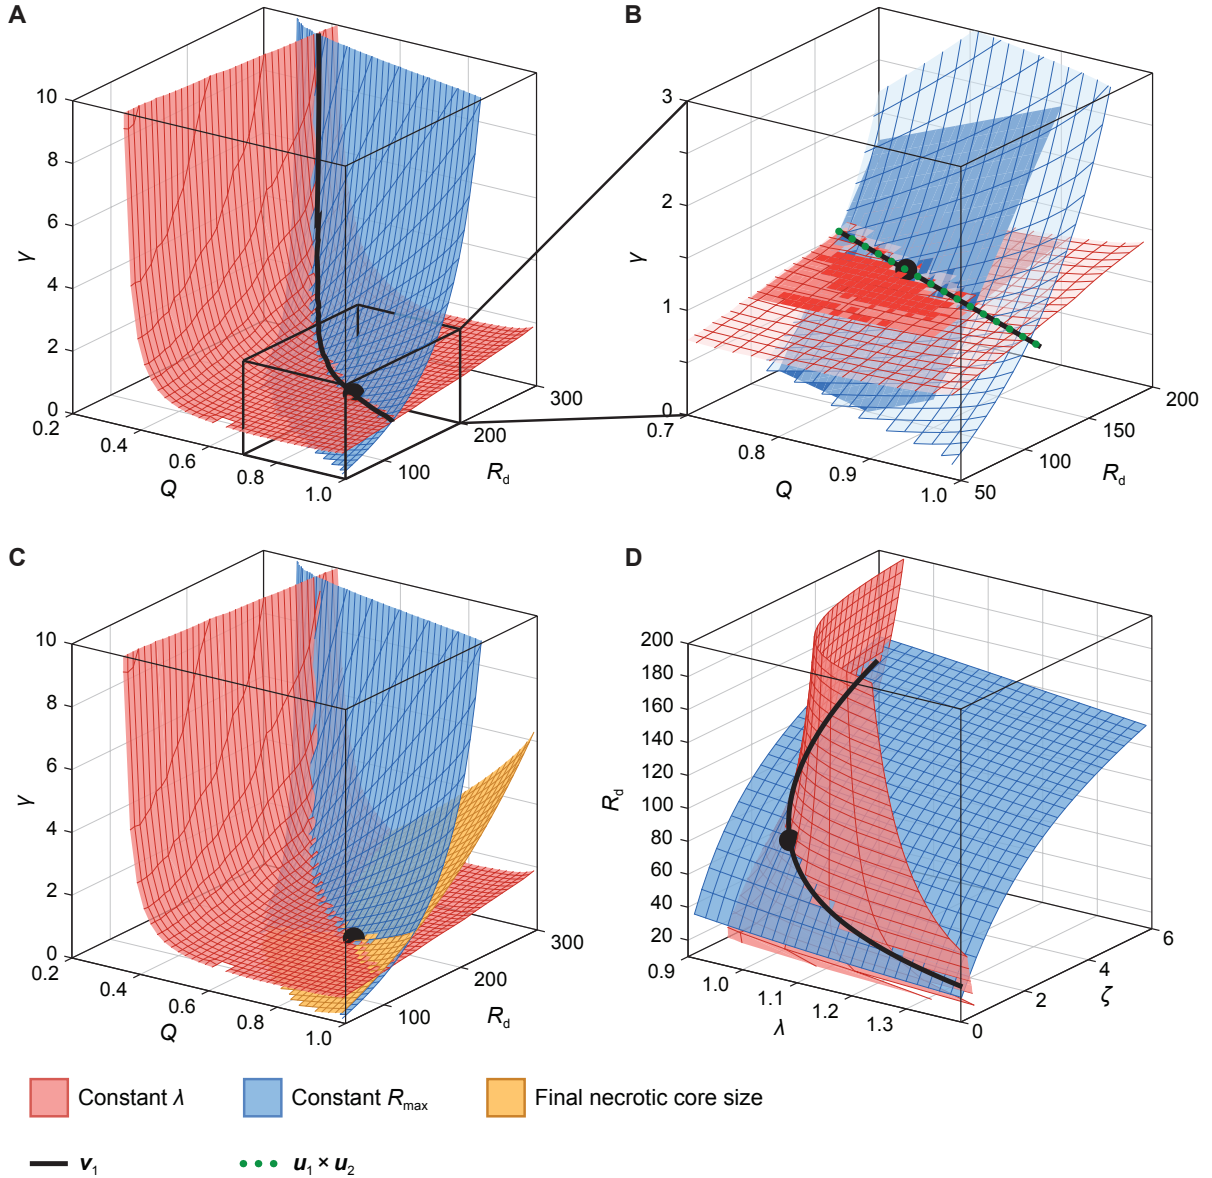 A
10
8
6
4
2
0
γ
0.2
0.4
0.6
0.8
1.0
Q
100
200
300
R_d
B
3
2
1
0
γ
0.7
0.8
0.9
1.0
Q
50
100
150
200
R_d
C
10
8
6
4
2
0
γ
0.2
0.4
0.6
0.8
1.0
Q
100
200
300
R_d
D
200
180
160
140
120
100
80
60
40
20
R_d
0.9
1.0
1.1
1.2
1.3
λ
0
2
4
6
ζ
Constant λ
Constant R_max
Final necrotic core size
v_1
u_1 × u_2